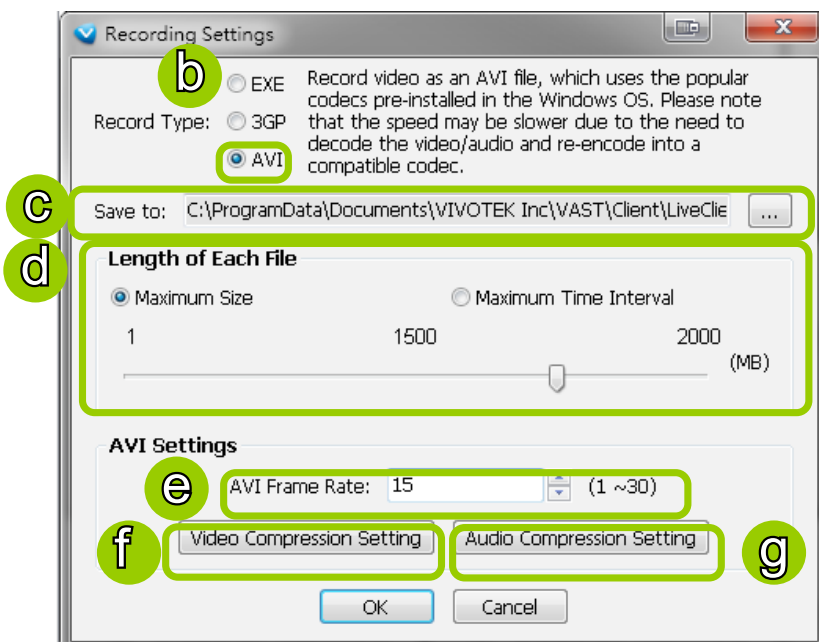 Recording Settings
b
EXE
Record Type:
3GP
AVI
Record video as an AVI file, which uses the popular
codecs pre-installed in the Windows OS. Please note
that the speed may be slower due to the need to
decode the video/audio and re-encode into a
compatible codec.
c
Save to: C:\ProgramData\Documents\VIVOTEK Inc\VAST\Client\LiveClie ...
d
Length of Each File
Maximum Size Maximum Time Interval
1 1500 2000
(MB)
AVI Settings
e
AVI Frame Rate: 15 (1 ~30)
f
Video Compression Setting Audio Compression Setting
g
OK Cancel